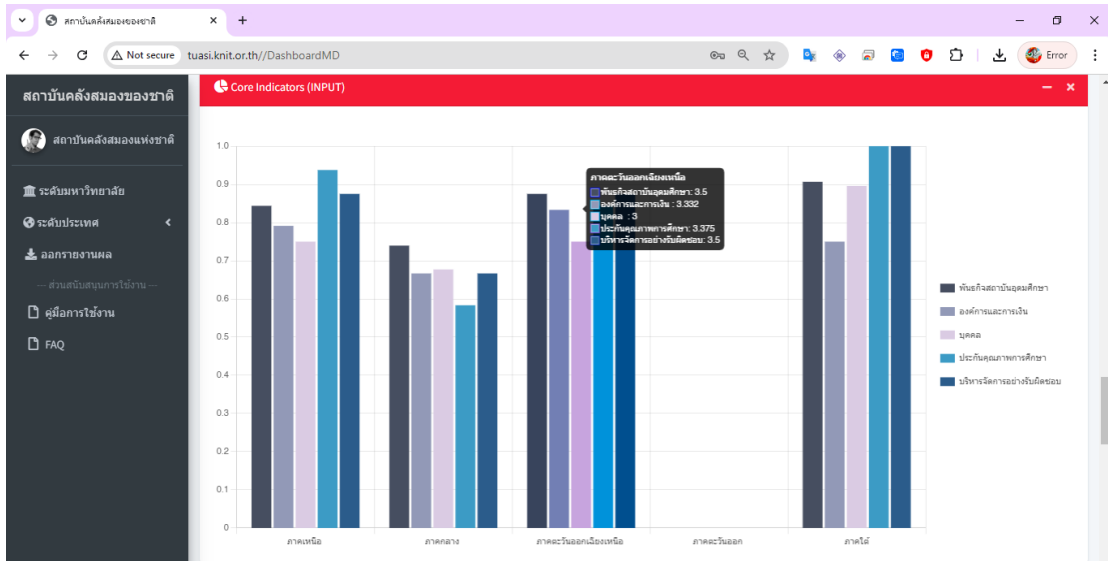 สถาบันคลังสมองของชาติ
Not secure
tuasi.knit.or.th//DashboardMD
Error
สถาบันคลังสมองของชาติ
สถาบันคลังสมองแห่งชาติ
ระดับมหาวิทยาลัย
ระดับประเทศ
ออกรายงานผล
--- ส่วนสนับสนุนการใช้งาน ---
คู่มือการใช้งาน
FAQ
Core Indicators (INPUT)
1.0
0.9
0.8
0.7
0.6
0.5
0.4
0.3
0.2
0.1
0
ภาคตะวันออกเฉียงเหนือ
พันธกิจสถาบันอุดมศึกษา: 3.5
องค์การและการเงิน : 3.332
บุคคล : 3
ประกันคุณภาพการศึกษา: 3.375
บริหารจัดการอย่างรับผิดชอบ: 3.5
ภาคเหนือ
ภาคกลาง
ภาคตะวันออกเฉียงเหนือ
ภาคตะวันออก
ภาคใต้
พันธกิจสถาบันอุดมศึกษา
องค์การและการเงิน
บุคคล
ประกันคุณภาพการศึกษา
บริหารจัดการอย่างรับผิดชอบ